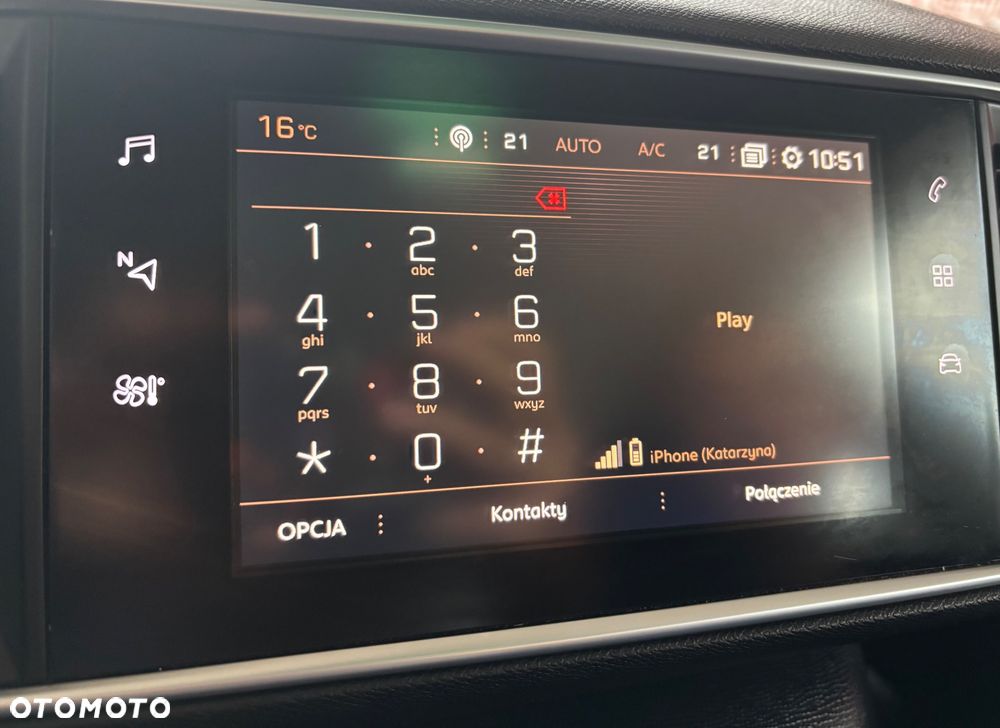 16°C 21 AUTO A/C 21 10:51
1 2 3
abc def
4 5 6
ghi jkl mno
Play
7 8 9
pqrs tuv wxyz
* 0 #
+
iPhone (Katarzyna)
OPCJA Kontakty Połączenie
N
OTOMOTO